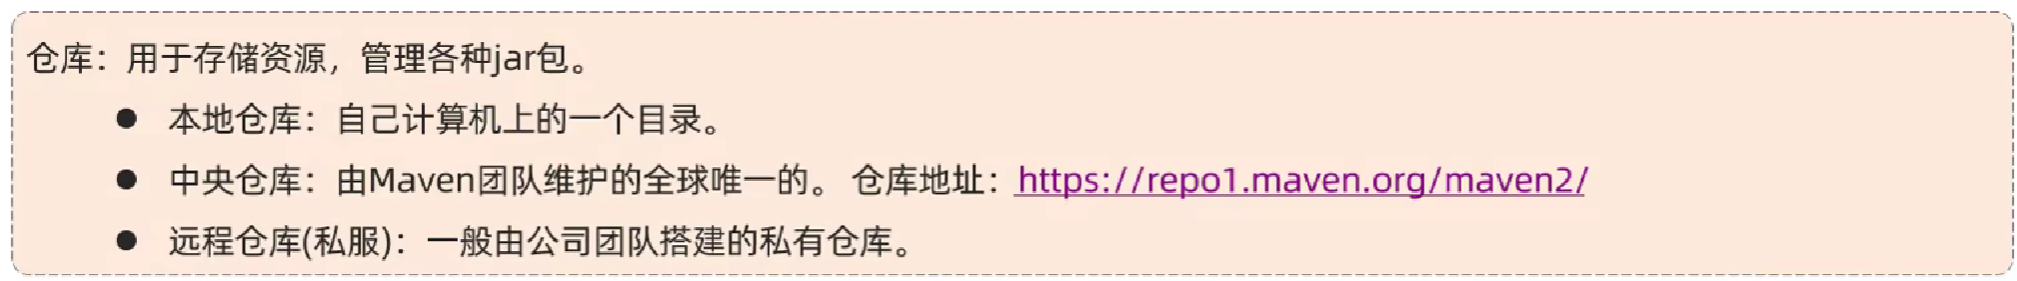 仓库：用于存储资源，管理各种jar包。
● 本地仓库：自己计算机上的一个目录。
● 中央仓库：由Maven团队维护的全球唯一的。 仓库地址：https://repo1.maven.org/maven2/
● 远程仓库(私服)：一般由公司团队搭建的私有仓库。